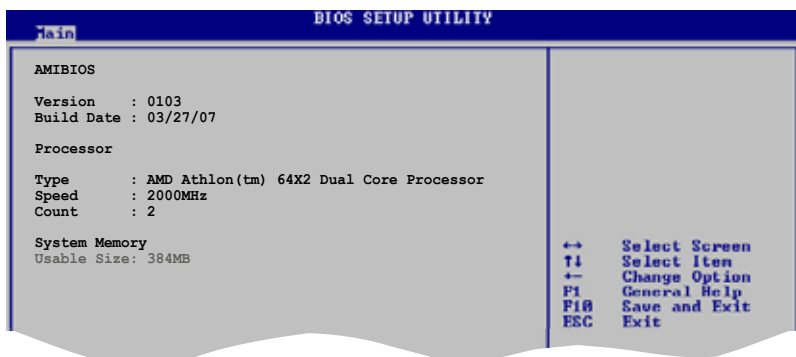 BIOS SETUP UTILITY
Main
AMIBIOS
Version : 0103
Build Date : 03/27/07
Processor
Type : AMD Athlon(tm) 64X2 Dual Core Processor
Speed : 2000MHz
Count : 2
System Memory
Usable Size: 384MB
↔ Select Screen
↑↓ Select Item
+- Change Option
F1 General Help
F10 Save and Exit
ESC Exit